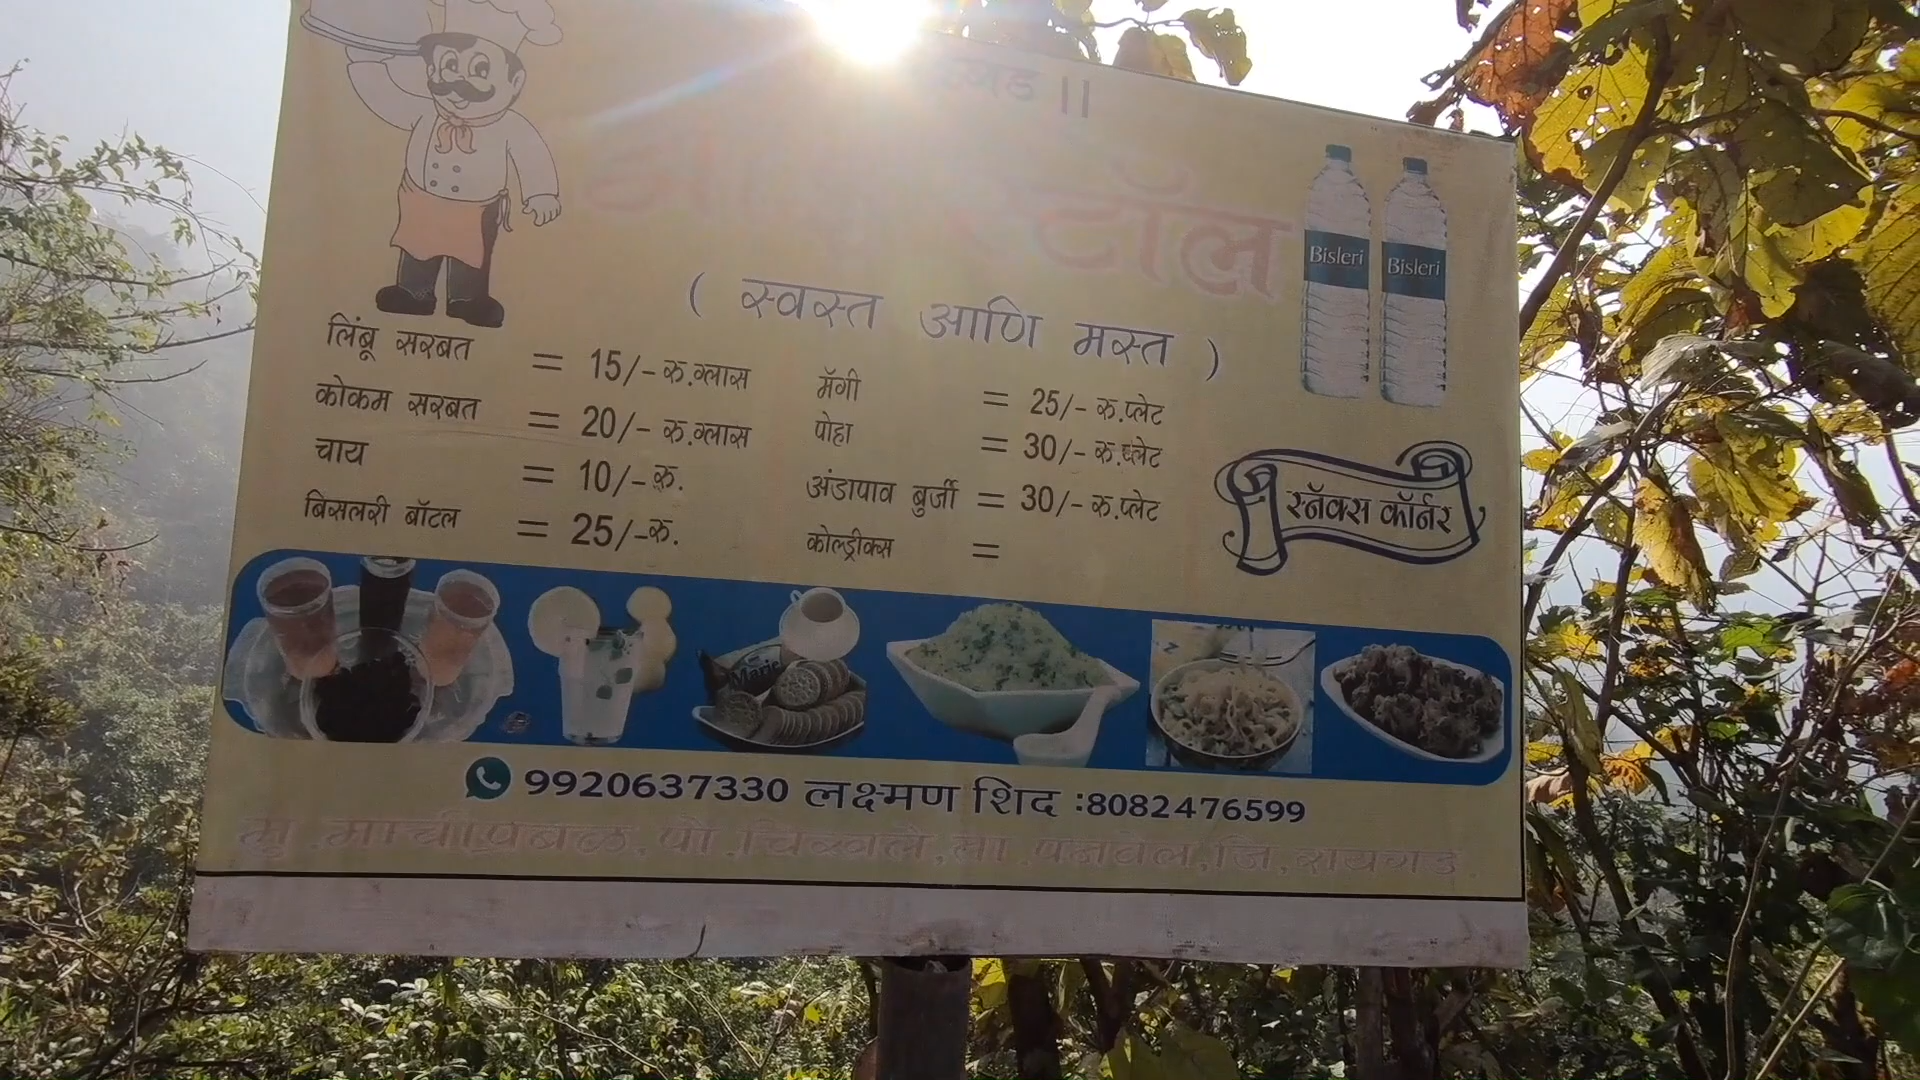 स्टॉल
Bisleri Bisleri
( स्वस्त आणि मस्त )
लिंबू सरबत = 15/- रु.ग्लास
कोकम सरबत = 20/- रु.ग्लास
चाय = 10/- रु.
बिसलरी बॉटल = 25/-रु.
मॅगी = 25/- रु.प्लेट
पोहा = 30/- रु.प्लेट
अंडापाव बुर्जी = 30/- रु.प्लेट
कोल्ड्रीक्स =
स्नॅक्स कॉर्नर
Marie
9920637330 लक्ष्मण शिद :8082476599
मु .माचीप्रबळ, पो .चिखले, ता .पनवेल, जि, रायगड .